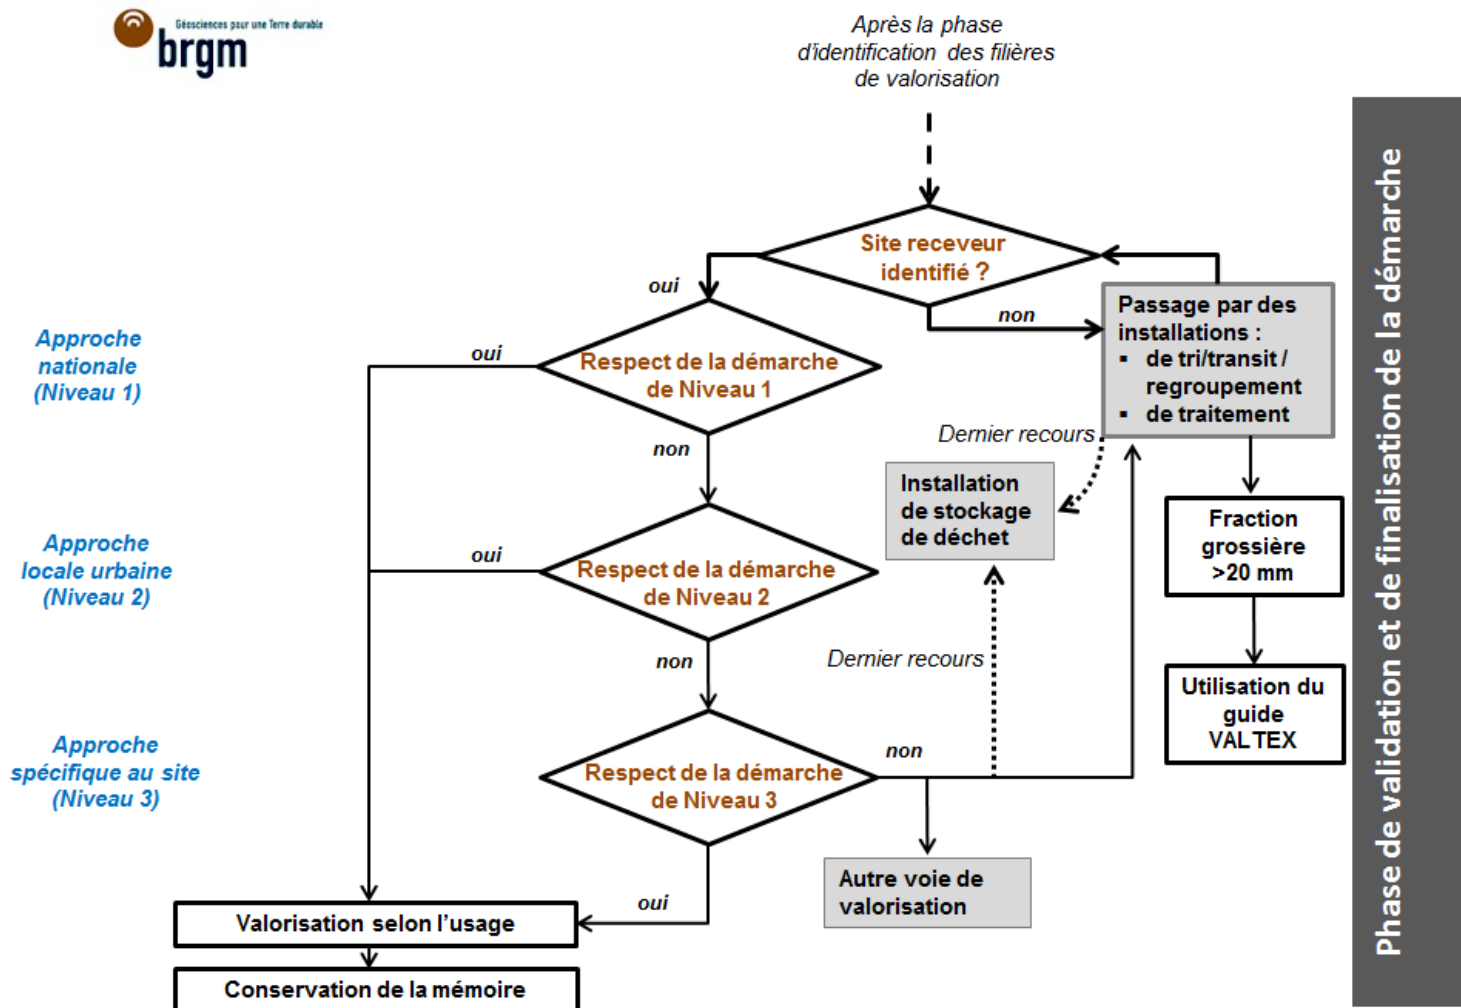 Géosciences pour une Terre durable
brgm
Après la phase
d'identification des filières
de valorisation
Site receveur
identifié ?
oui
non
Passage par des
installations :
▪ de tri/transit /
regroupement
▪ de traitement
Approche
nationale
(Niveau 1)
oui
Respect de la démarche
de Niveau 1
non
Dernier recours
Installation
de stockage
de déchet
Fraction
grossière
>20 mm
Approche
locale urbaine
(Niveau 2)
oui
Respect de la démarche
de Niveau 2
non
Dernier recours
Utilisation du
guide
VALTEX
Approche
spécifique au site
(Niveau 3)
Respect de la démarche
de Niveau 3
non
Autre voie de
valorisation
oui
Valorisation selon l'usage
Conservation de la mémoire
Phase de validation et de finalisation de la démarche